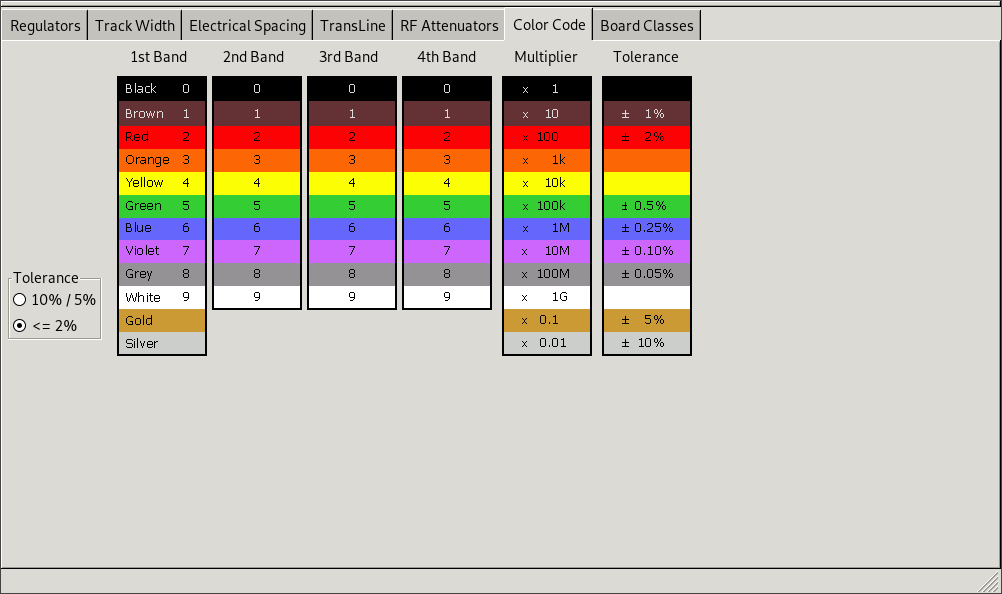 Regulators Track Width Electrical Spacing TransLine RF Attenuators Color Code Board Classes
1st Band 2nd Band 3rd Band 4th Band Multiplier Tolerance
Black 0 0 0 0 x 1
Brown 1 1 1 1 x 10 ± 1%
Red 2 2 2 2 x 100 ± 2%
Orange 3 3 3 3 x 1k
Yellow 4 4 4 4 x 10k
Green 5 5 5 5 x 100k ± 0.5%
Blue 6 6 6 6 x 1M ± 0.25%
Violet 7 7 7 7 x 10M ± 0.10%
Grey 8 8 8 8 x 100M ± 0.05%
White 9 9 9 9 x 1G
Gold x 0.1 ± 5%
Silver x 0.01 ± 10%
Tolerance
10% / 5%
<= 2%